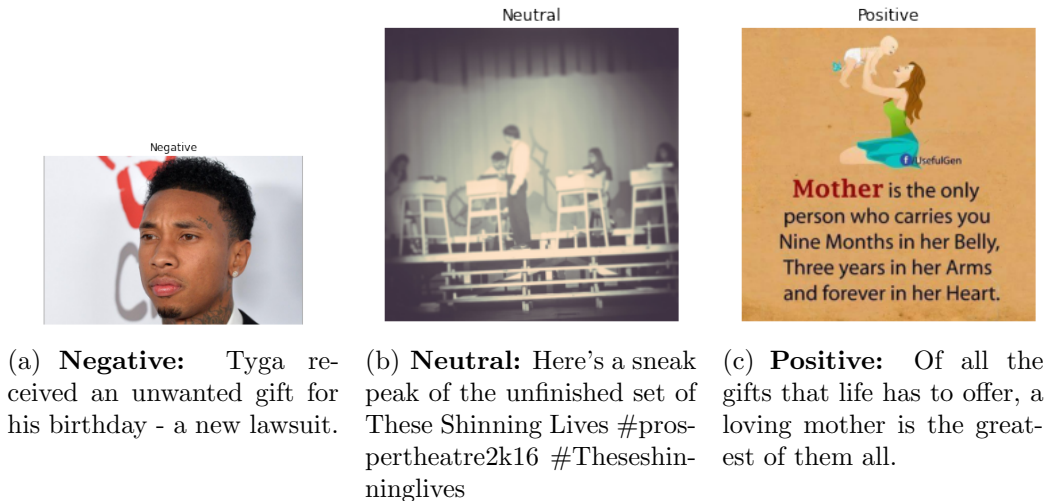 Negative
Neutral
Positive
f/UsefulGen
Mother is the only
person who carries you
Nine Months in her Belly,
Three years in her Arms
and forever in her Heart.
(a) Negative: Tyga re-
ceived an unwanted gift for
his birthday - a new lawsuit.
(b) Neutral: Here's a sneak
peak of the unfinished set of
These Shinning Lives #pros-
pertheatre2k16 #Theseshin-
ninglives
(c) Positive: Of all the
gifts that life has to offer, a
loving mother is the great-
est of them all.